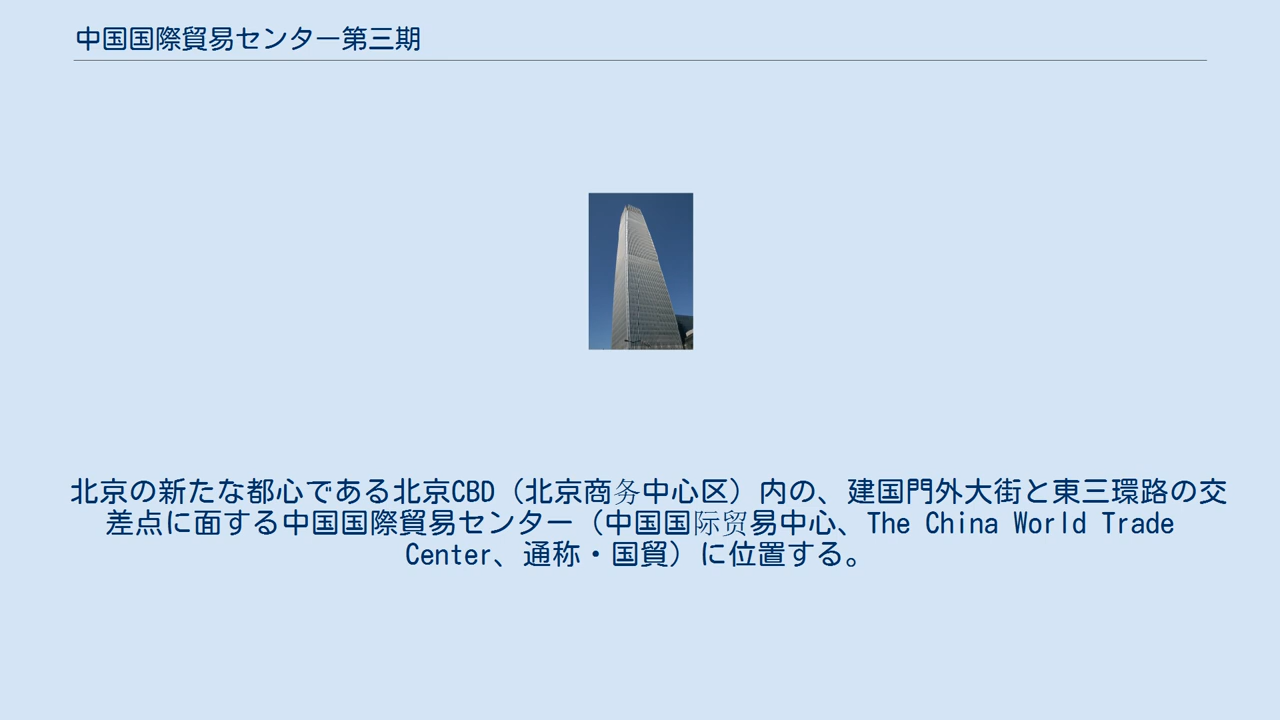 中国国際貿易センター第三期
北京の新たな都心である北京CBD（北京商务中心区）内の、建国門外大街と東三環路の交
差点に面する中国国際貿易センター（中国国际贸易中心、The China World Trade
Center、通称・国貿）に位置する。